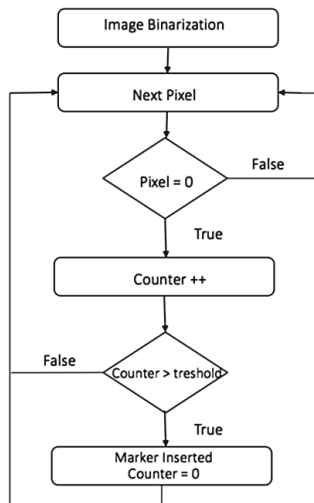 Image Binarization
Next Pixel
Pixel = 0
False
True
Counter ++
False
Counter > treshold
True
Marker Inserted
Counter = 0